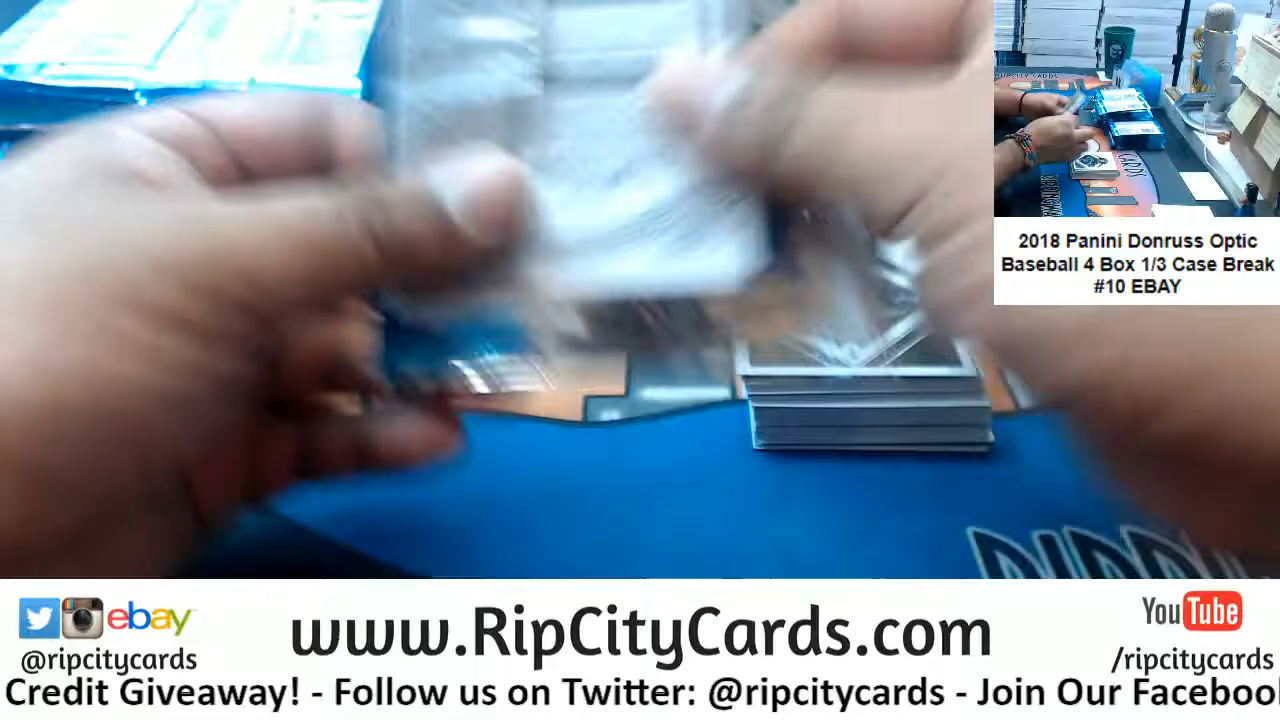 2018 Panini Donruss Optic
Baseball 4 Box 1/3 Case Break
#10 EBAY
CARDS
ebay
www.RipCityCards.com
YouTube
@ripcitycards
/ripcitycards
Credit Giveaway! - Follow us on Twitter: @ripcitycards - Join Our Faceboo